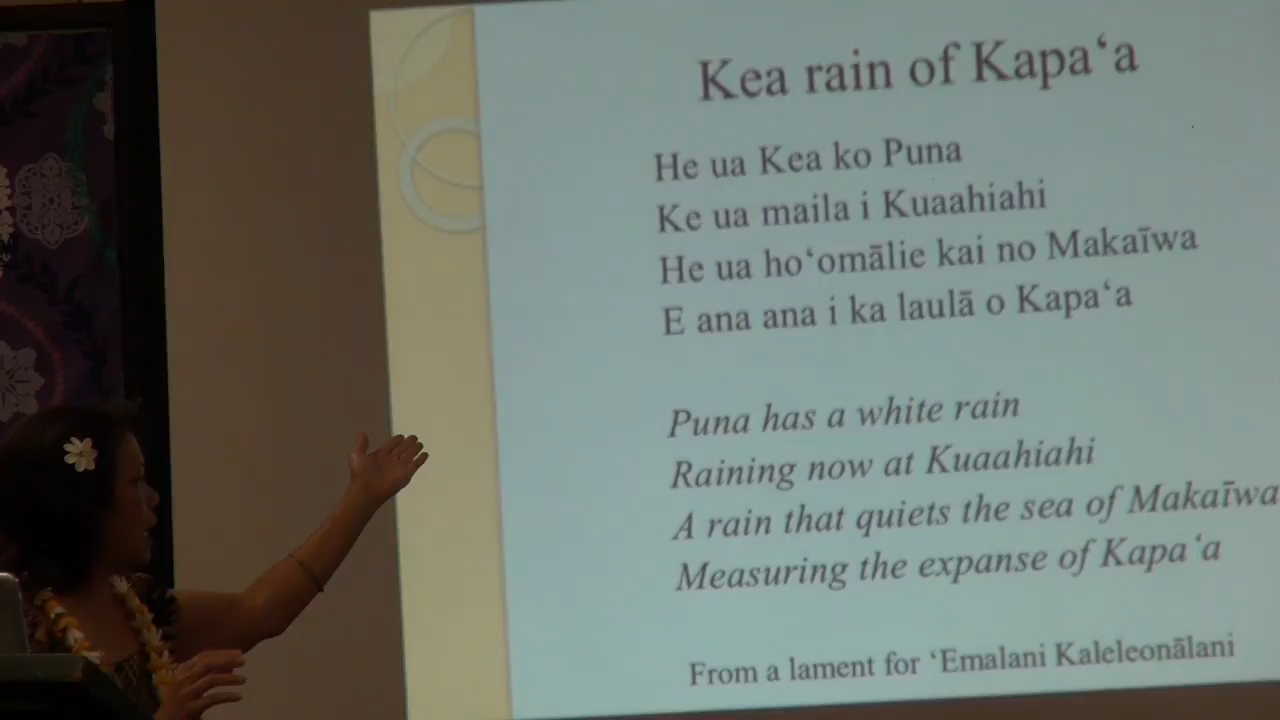 Kea rain of Kapaʻa
He ua Kea ko Puna
Ke ua maila i Kuaahiahi
He ua hoʻomālie kai no Makaīwa
E ana ana i ka laulā o Kapaʻa
Puna has a white rain
Raining now at Kuaahiahi
A rain that quiets the sea of Makaīwa
Measuring the expanse of Kapaʻa
From a lament for ʻEmalani Kaleleonālani